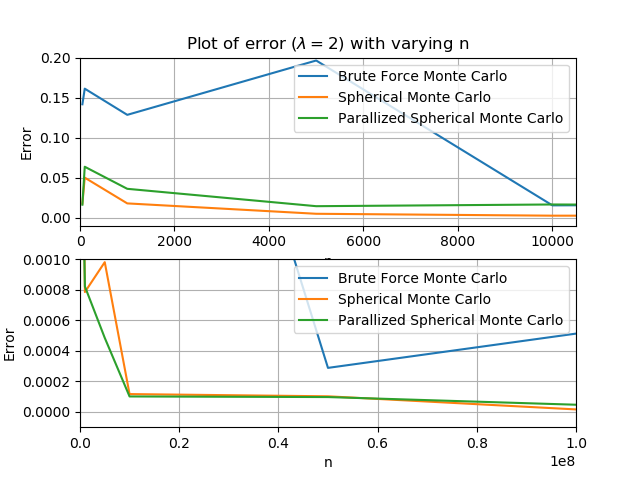 Plot of error (λ = 2) with varying n
0.20
0.15
0.10
0.05
0.00
Error
Brute Force Monte Carlo
Spherical Monte Carlo
Parallized Spherical Monte Carlo
0 2000 4000 6000 8000 10000
0.0010
0.0008
0.0006
0.0004
0.0002
0.0000
Error
Brute Force Monte Carlo
Spherical Monte Carlo
Parallized Spherical Monte Carlo
0.0 0.2 0.4 0.6 0.8 1.0
1e8
n